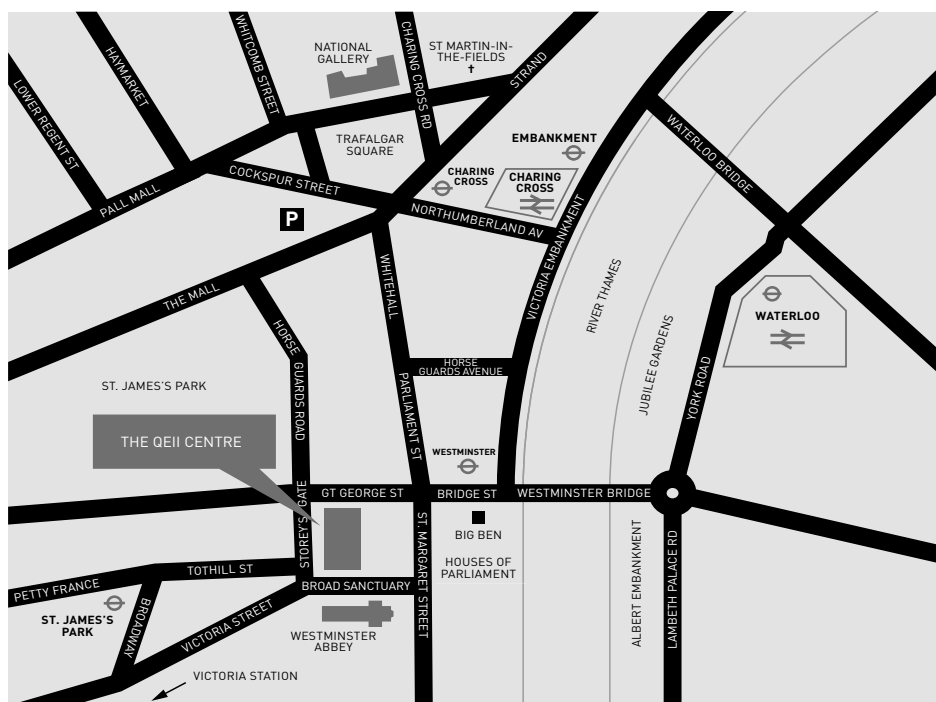 WHITCOMB STREET
HAYMARKET
LOWER REGENT ST
NATIONAL
GALLERY
CHARING CROSS RD
ST MARTIN-IN-
THE-FIELDS
STRAND
TRAFALGAR
SQUARE
EMBANKMENT
CHARING
CROSS
CHARING
CROSS
WATERLOO BRIDGE
PALL MALL
COCKSPUR STREET
P
NORTHUMBERLAND AV
VICTORIA EMBANKMENT
WHITEHALL
THE MALL
RIVER THAMES
JUBILEE GARDENS
WATERLOO
YORK ROAD
HORSE
GUARDS ROAD
HORSE
GUARDS AVENUE
ST. JAMES'S PARK
PARLIAMENT ST
THE QEII CENTRE
WESTMINSTER
GT GEORGE ST
BRIDGE ST
WESTMINSTER BRIDGE
STOREY'S GATE
BIG BEN
ST. MARGARET STREET
HOUSES OF
PARLIAMENT
ALBERT EMBANKMENT
LAMBETH PALACE RD
TOTHILL ST
PETTY FRANCE
BROAD SANCTUARY
ST. JAMES'S
PARK
BROADWAY
VICTORIA STREET
WESTMINSTER
ABBEY
VICTORIA STATION